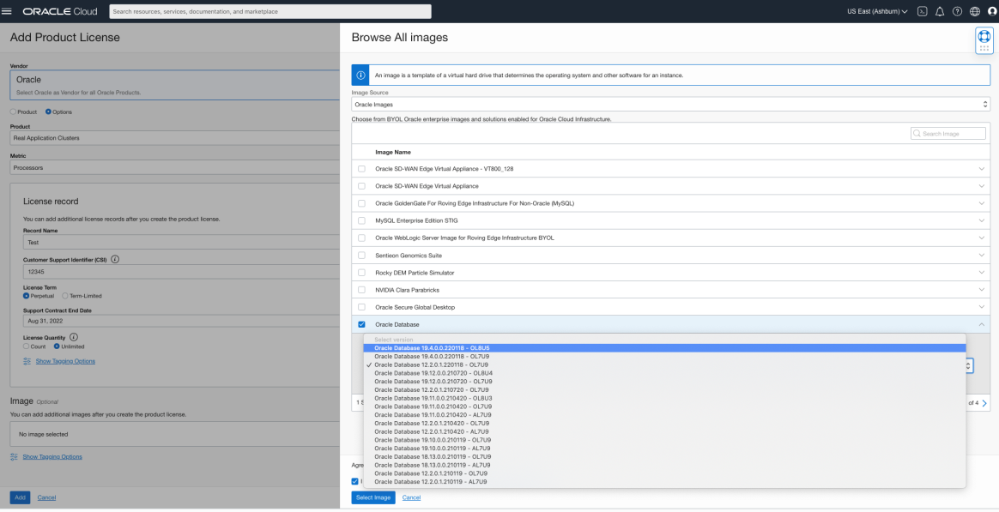 ORACLE Cloud
Search resources, services, documentation, and marketplace
US East (Ashburn)
Add Product License
Vendor
Oracle
Select Oracle as Vendor for all Oracle Products.
Product Options
Product
Real Application Clusters
Metric
Processors
License record
You can add additional license records after you create the product license.
Record Name
Test
Customer Support Identifier (CSI)
12345
License Term
Perpetual Term-Limited
Support Contract End Date
Aug 31, 2022
License Quantity
Count Unlimited
Show Tagging Options
Image Optional
You can add additional images after you create the product license.
No image selected
Show Tagging Options
Add Cancel
Browse All images
An image is a template of a virtual hard drive that determines the operating system and other software for an instance.
Image Source
Oracle Images
Choose from BYOL Oracle enterprise images and solutions enabled for Oracle Cloud Infrastructure.
Search Image
Image Name
Oracle SD-WAN Edge Virtual Appliance - VT800_128
Oracle SD-WAN Edge Virtual Appliance
Oracle GoldenGate For Roving Edge Infrastructure For Non-Oracle (MySQL)
MySQL Enterprise Edition STIG
Oracle WebLogic Server Image for Roving Edge Infrastructure BYOL
Sentieon Genomics Suite
Rocky DEM Particle Simulator
NVIDIA Clara Parabricks
Oracle Secure Global Desktop
Oracle Database
Select version
Oracle Database 19.4.0.0.220118 - OL8U5
Oracle Database 19.4.0.0.220118 - OL7U9
✓ Oracle Database 12.2.0.1.220118 - OL7U9
Oracle Database 19.12.0.0.210720 - OL8U4
Oracle Database 19.12.0.0.210720 - OL7U9
Oracle Database 12.2.0.1.210720 - OL7U9
Oracle Database 19.11.0.0.210420 - OL8U3
Oracle Database 19.11.0.0.210420 - OL7U9
Oracle Database 19.11.0.0.210420 - AL7U9
Oracle Database 12.2.0.1.210420 - OL7U9
Oracle Database 12.2.0.1.210420 - AL7U9
Oracle Database 19.10.0.0.210119 - OL7U9
Oracle Database 19.10.0.0.210119 - AL7U9
Oracle Database 18.13.0.0.210119 - OL7U9
Oracle Database 18.13.0.0.210119 - AL7U9
Oracle Database 12.2.0.1.210119 - OL7U9
Oracle Database 12.2.0.1.210119 - AL7U9
1 S
of 4
Agre
Select Image Cancel